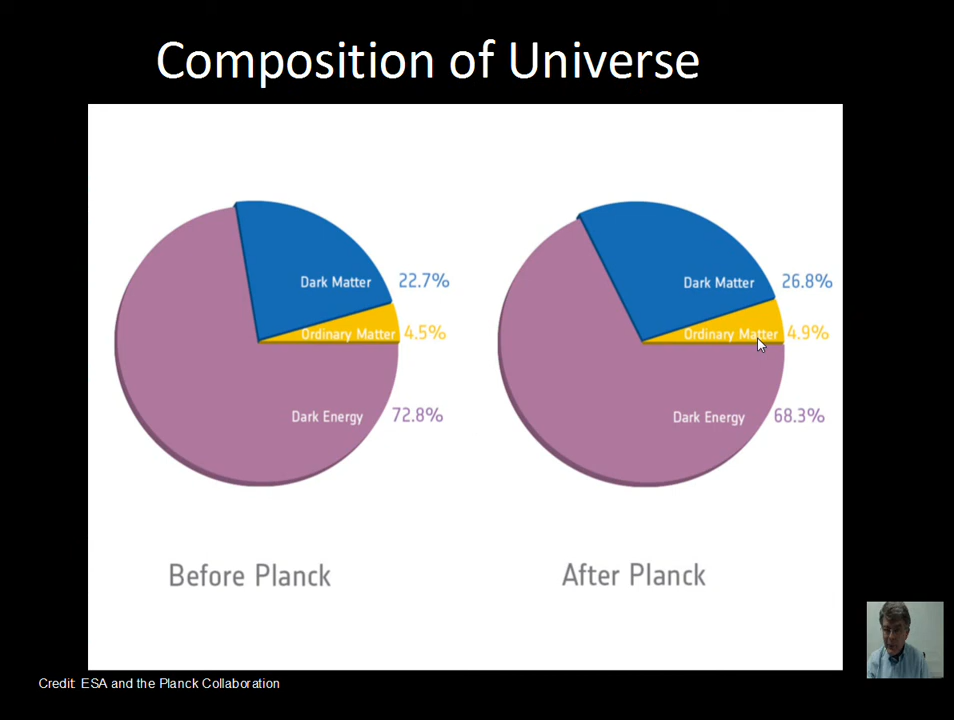 Composition of Universe
Dark Matter 22.7%
Ordinary Matter 4.5%
Dark Energy 72.8%
Before Planck
Dark Matter 26.8%
Ordinary Matter 4.9%
Dark Energy 68.3%
After Planck
Credit: ESA and the Planck Collaboration